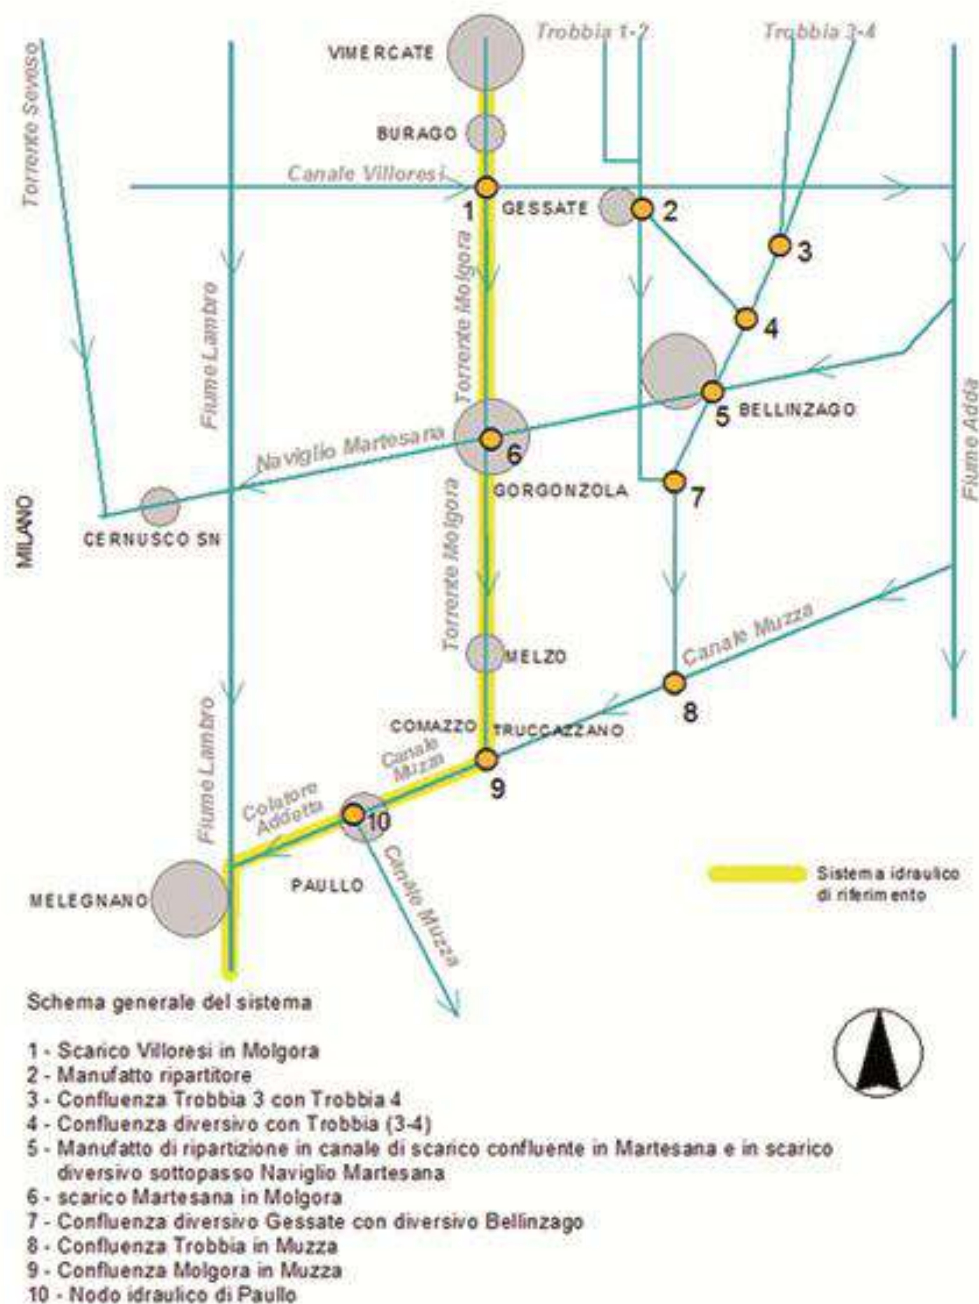 Torrente Seveso
VIMERCATE
Trobbia 1-2
Trobbia 3-4
BURAGO
Canale Villoresi
1
GESSATE
2
3
Fiume Lambro
Torrente Molgora
4
5
BELLINZAGO
Fiume Adda
Naviglio Martesana
6
GORGONZOLA
7
MILANO
CERNUSCO SN
Torrente Molgora
MELZO
Canale Muzza
8
COMAZZO
TRUCCAZZANO
Canale
Muzza
9
Fiume Lambro
Colatore
Addetta
10
Canale Muzza
PAULLO
MELEGNANO
Sistema idraulico
di riferimento
Schema generale del sistema
1 - Scarico Villoresi in Molgora
2 - Manufatto ripartitore
3 - Confluenza Trobbia 3 con Trobbia 4
4 - Confluenza diversivo con Trobbia (3-4)
5 - Manufatto di ripartizione in canale di scarico confluente in Martesana e in scarico
diversivo sottopasso Naviglio Martesana
6 - scarico Martesana in Molgora
7 - Confluenza diversivo Gessate con diversivo Bellinzago
8 - Confluenza Trobbia in Muzza
9 - Confluenza Molgora in Muzza
10 - Nodo idraulico di Paullo